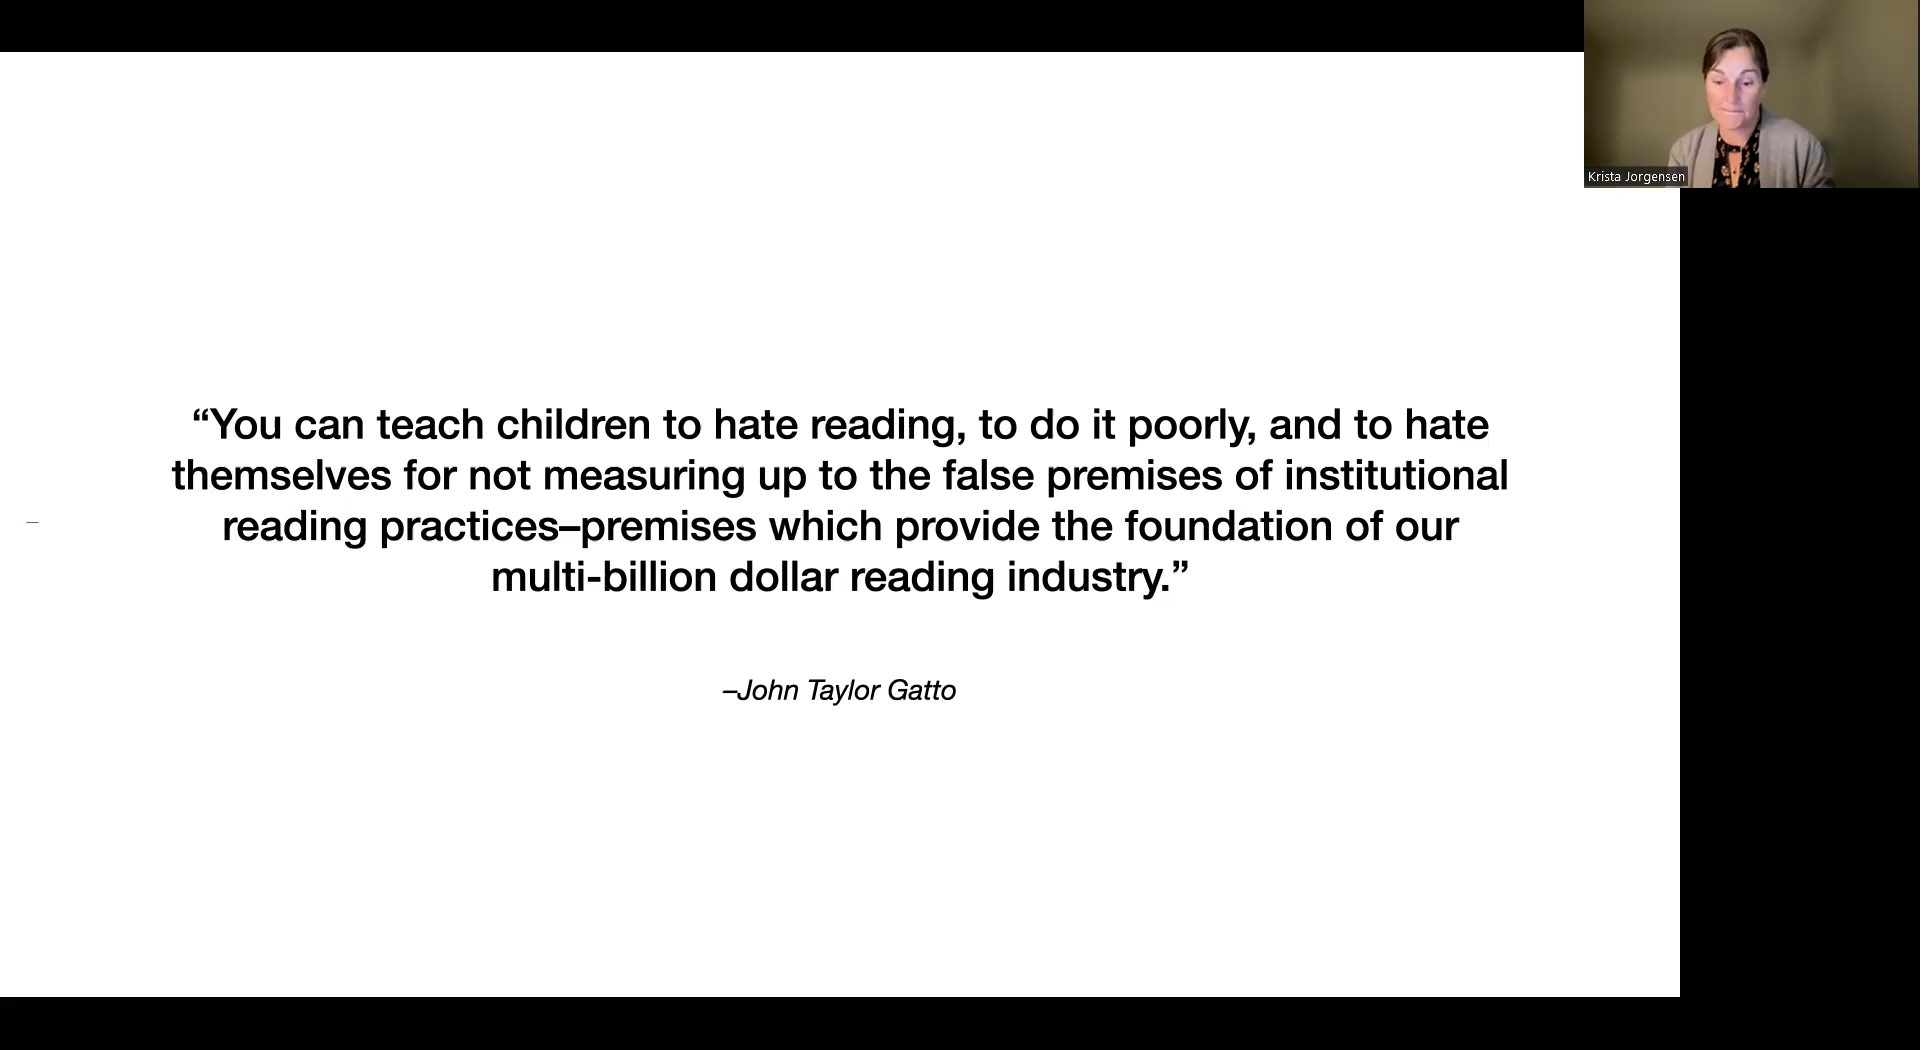 Krista Jorgensen
“You can teach children to hate reading, to do it poorly, and to hate
themselves for not measuring up to the false premises of institutional
reading practices–premises which provide the foundation of our
multi-billion dollar reading industry.”
–John Taylor Gatto